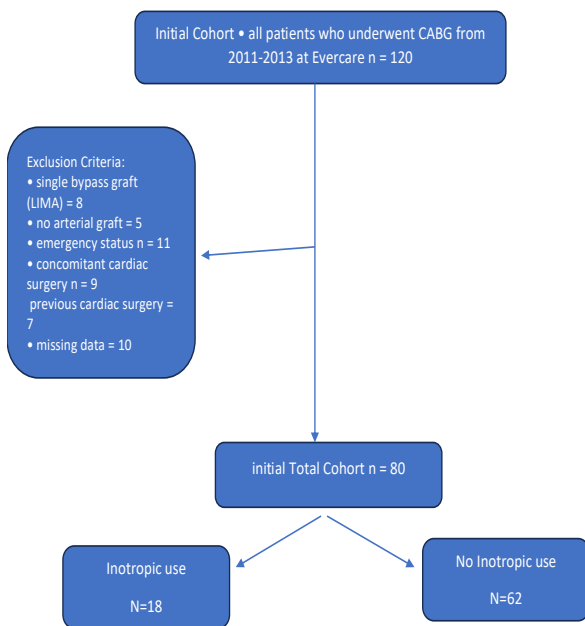 Initial Cohort • all patients who underwent CABG from
2011-2013 at Evercare n = 120
Exclusion Criteria:
• single bypass graft
(LIMA) = 8
• no arterial graft = 5
• emergency status n = 11
• concomitant cardiac
surgery n = 9
previous cardiac surgery =
7
• missing data = 10
initial Total Cohort n = 80
Inotropic use
N=18
No Inotropic use
N=62